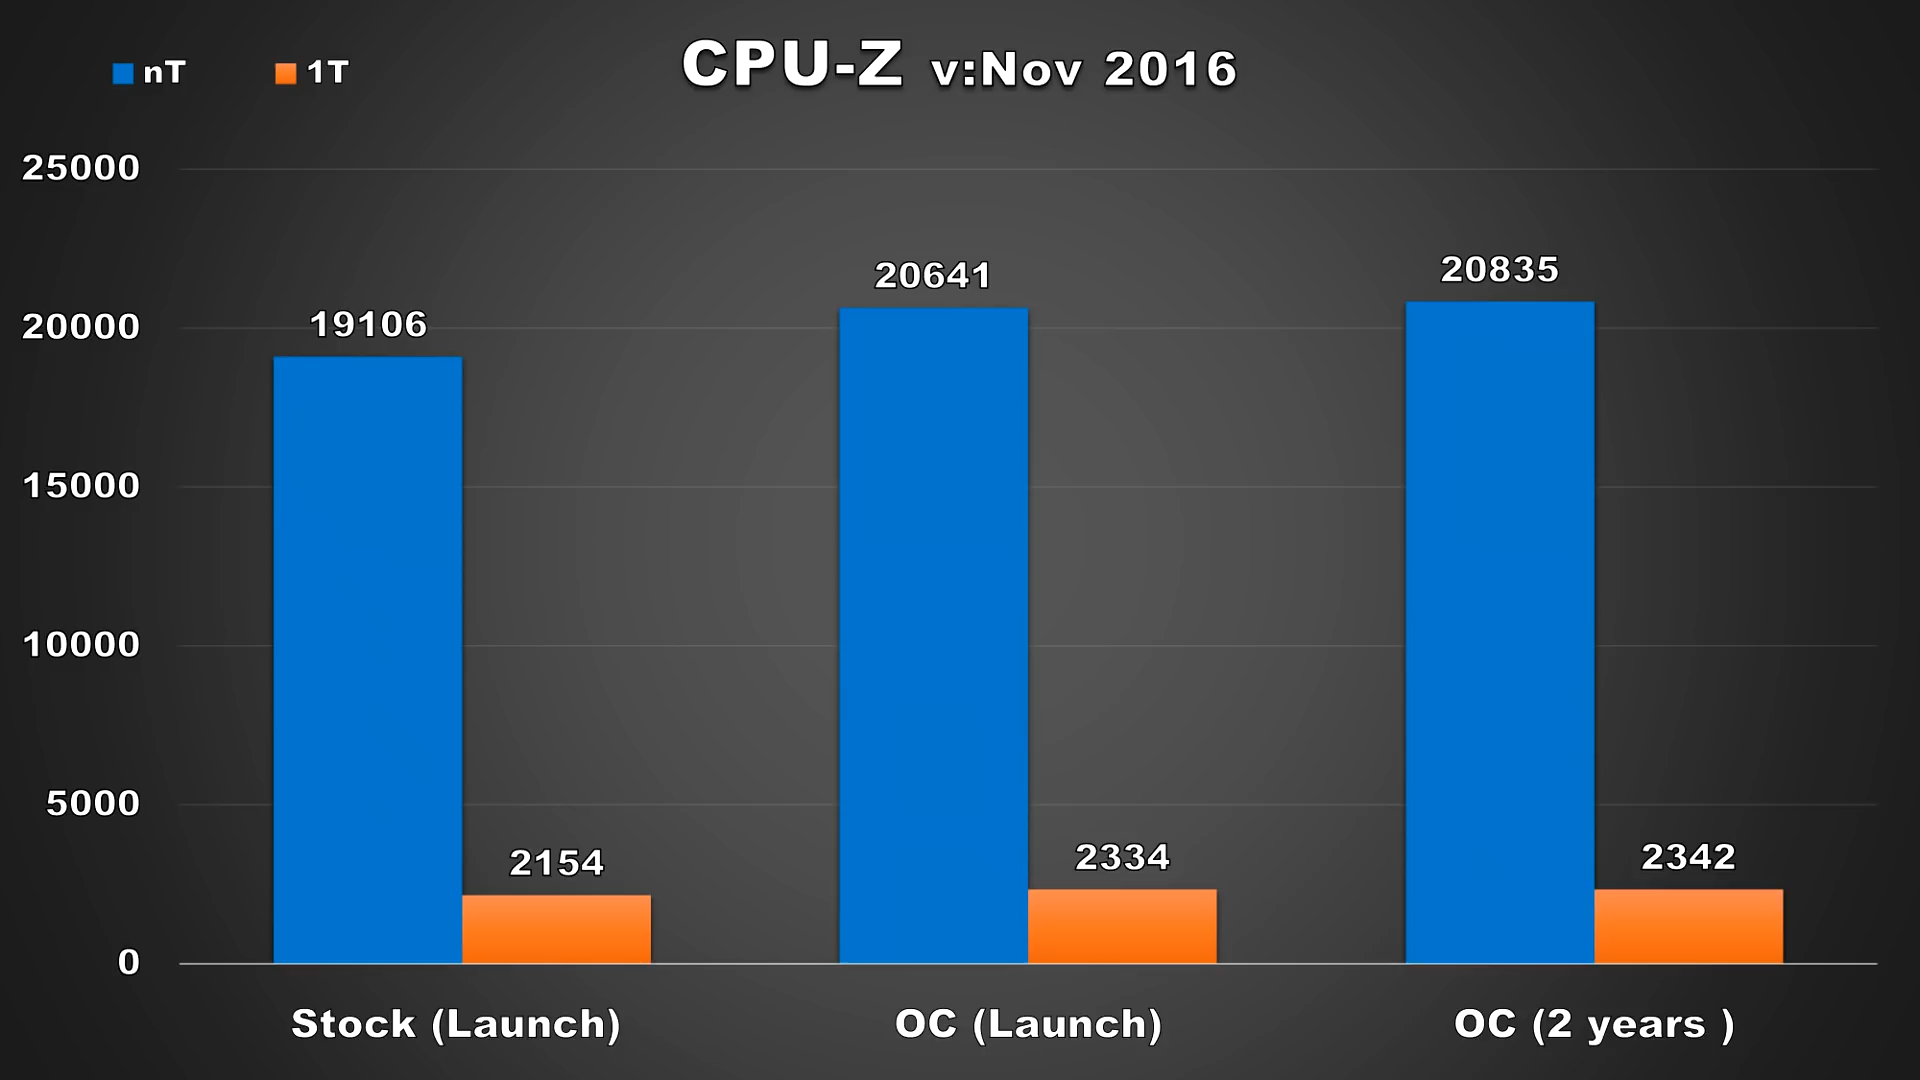 CPU-Z v:Nov 2016
nT
1T
25000
20000
15000
10000
5000
0
19106
2154
20641
2334
20835
2342
Stock (Launch)
OC (Launch)
OC (2 years )